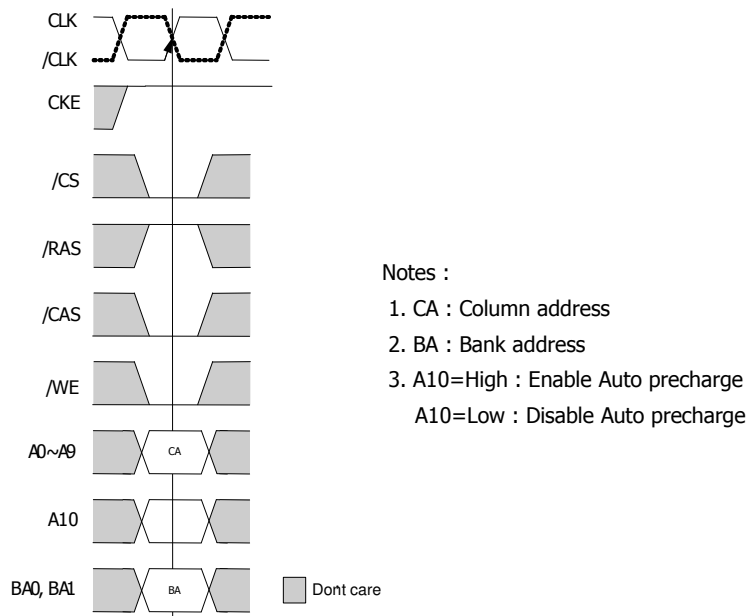 CLK
/CLK
CKE
/CS
/RAS
/CAS
/WE
A0~A9
CA
A10
BA0, BA1
BA
Dont care
Notes :
1. CA : Column address
2. BA : Bank address
3. A10=High : Enable Auto precharge
A10=Low : Disable Auto precharge